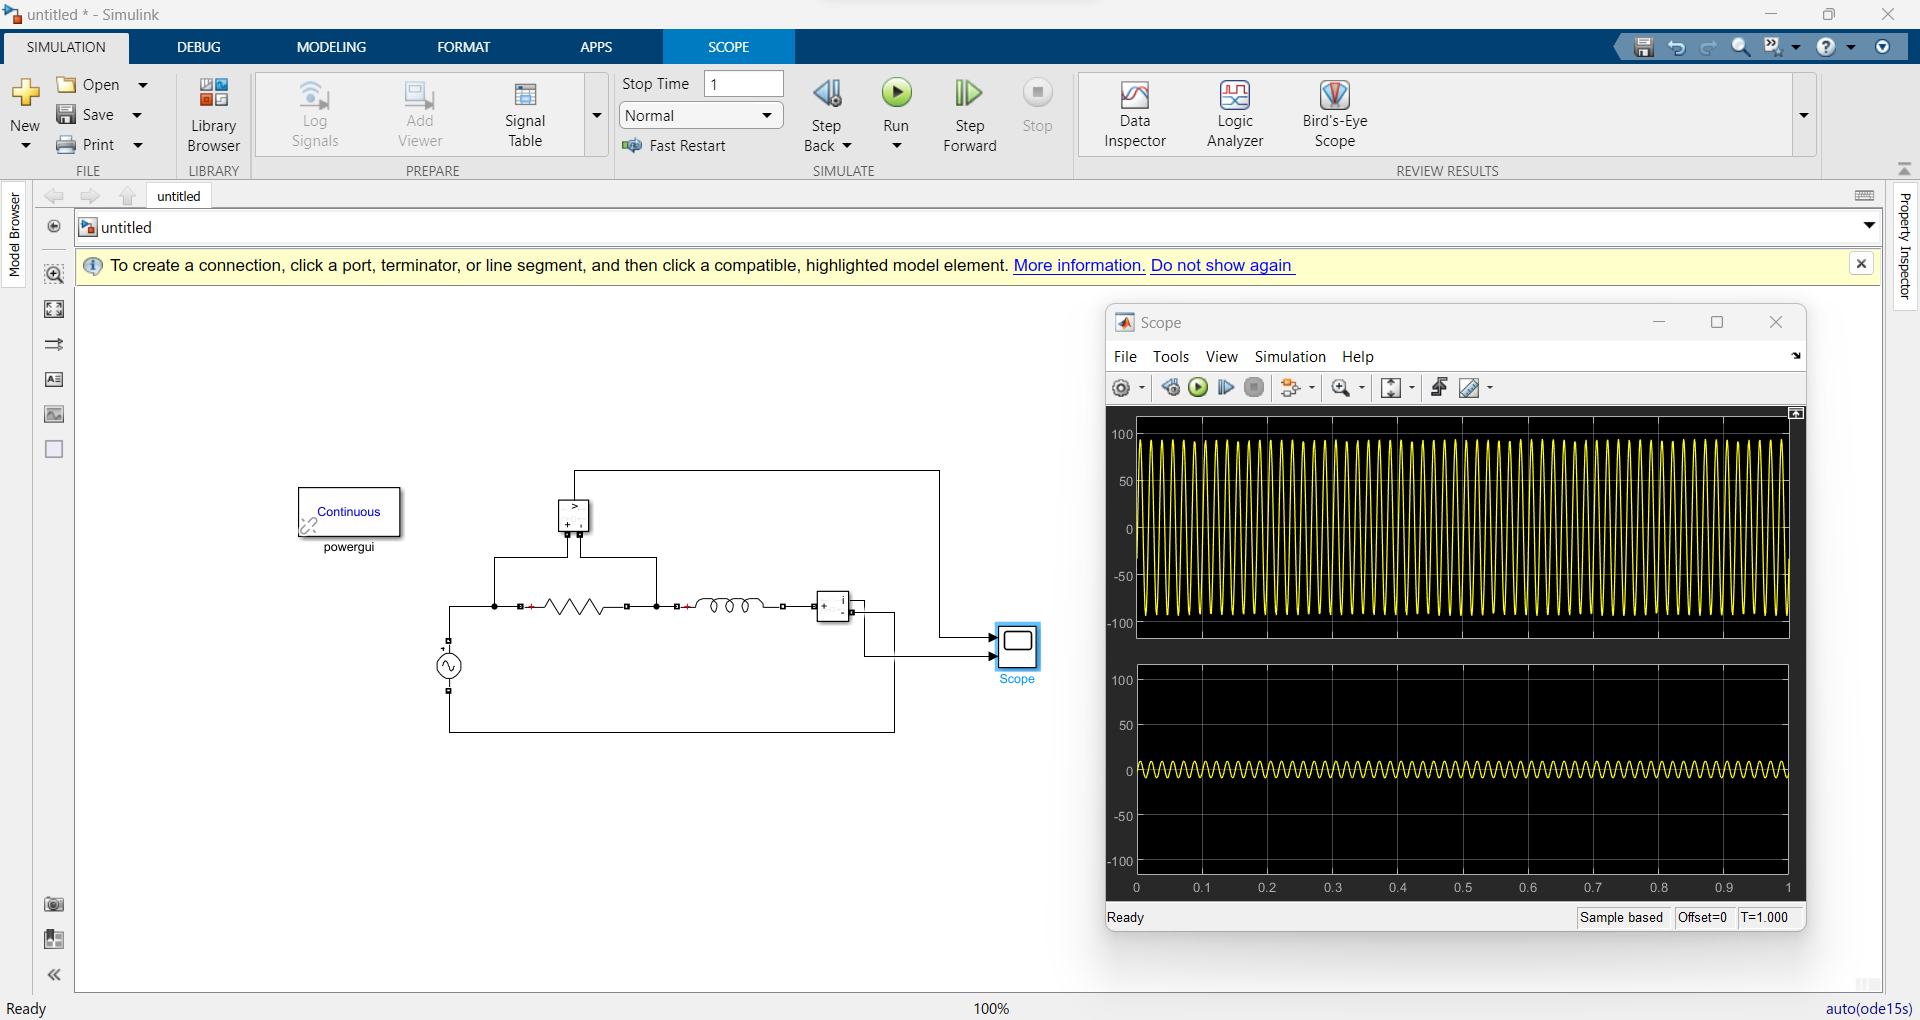 untitled * - Simulink
SIMULATION
DEBUG
MODELING
FORMAT
APPS
SCOPE
New
Open
Save
Print
FILE
Library
Browser
LIBRARY
Log
Signals
Add
Viewer
Signal
Table
PREPARE
Stop Time
1
Normal
Fast Restart
Step
Back
Run
Step
Forward
Stop
SIMULATE
Data
Inspector
Logic
Analyzer
Bird's-Eye
Scope
REVIEW RESULTS
Model Browser
untitled
untitled
Property Inspector
To create a connection, click a port, terminator, or line segment, and then click a compatible, highlighted model element. More information. Do not show again
Continuous
powergui
+ -
+
+
+ i
-
+
Scope
Scope
File Tools View Simulation Help
100
50
0
-50
-100
100
50
0
-50
-100
0 0.1 0.2 0.3 0.4 0.5 0.6 0.7 0.8 0.9 1
Ready
Sample based
Offset=0
T=1.000
Ready
100%
auto(ode15s)